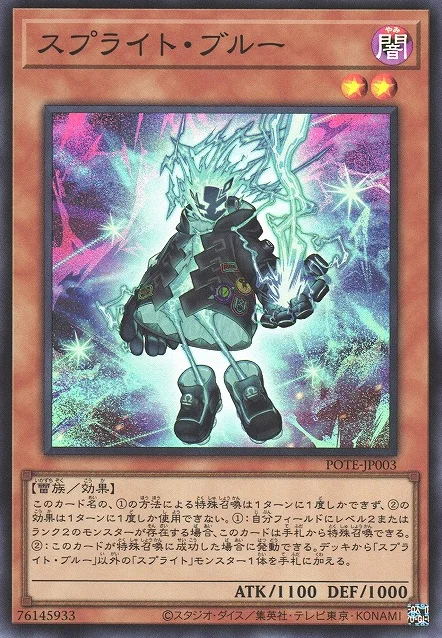 スプライト・ブルー
闇
POTE-JP003
【雷族/効果】
このカード名の、①の方法による特殊召喚は1ターンに1度しかできず、②の
効果は1ターンに1度しか使用できない。①:自分フィールドにレベル2または
ランク2のモンスターが存在する場合、このカードは手札から特殊召喚できる。
②:このカードが特殊召喚に成功した場合に発動できる。デッキから「スプラ
イト・ブルー」以外の「スプライト」モンスター1体を手札に加える。
ATK/1100 DEF/1000
76145933 ©スタジオ・ダイス/集英社・テレビ東京・KONAMI